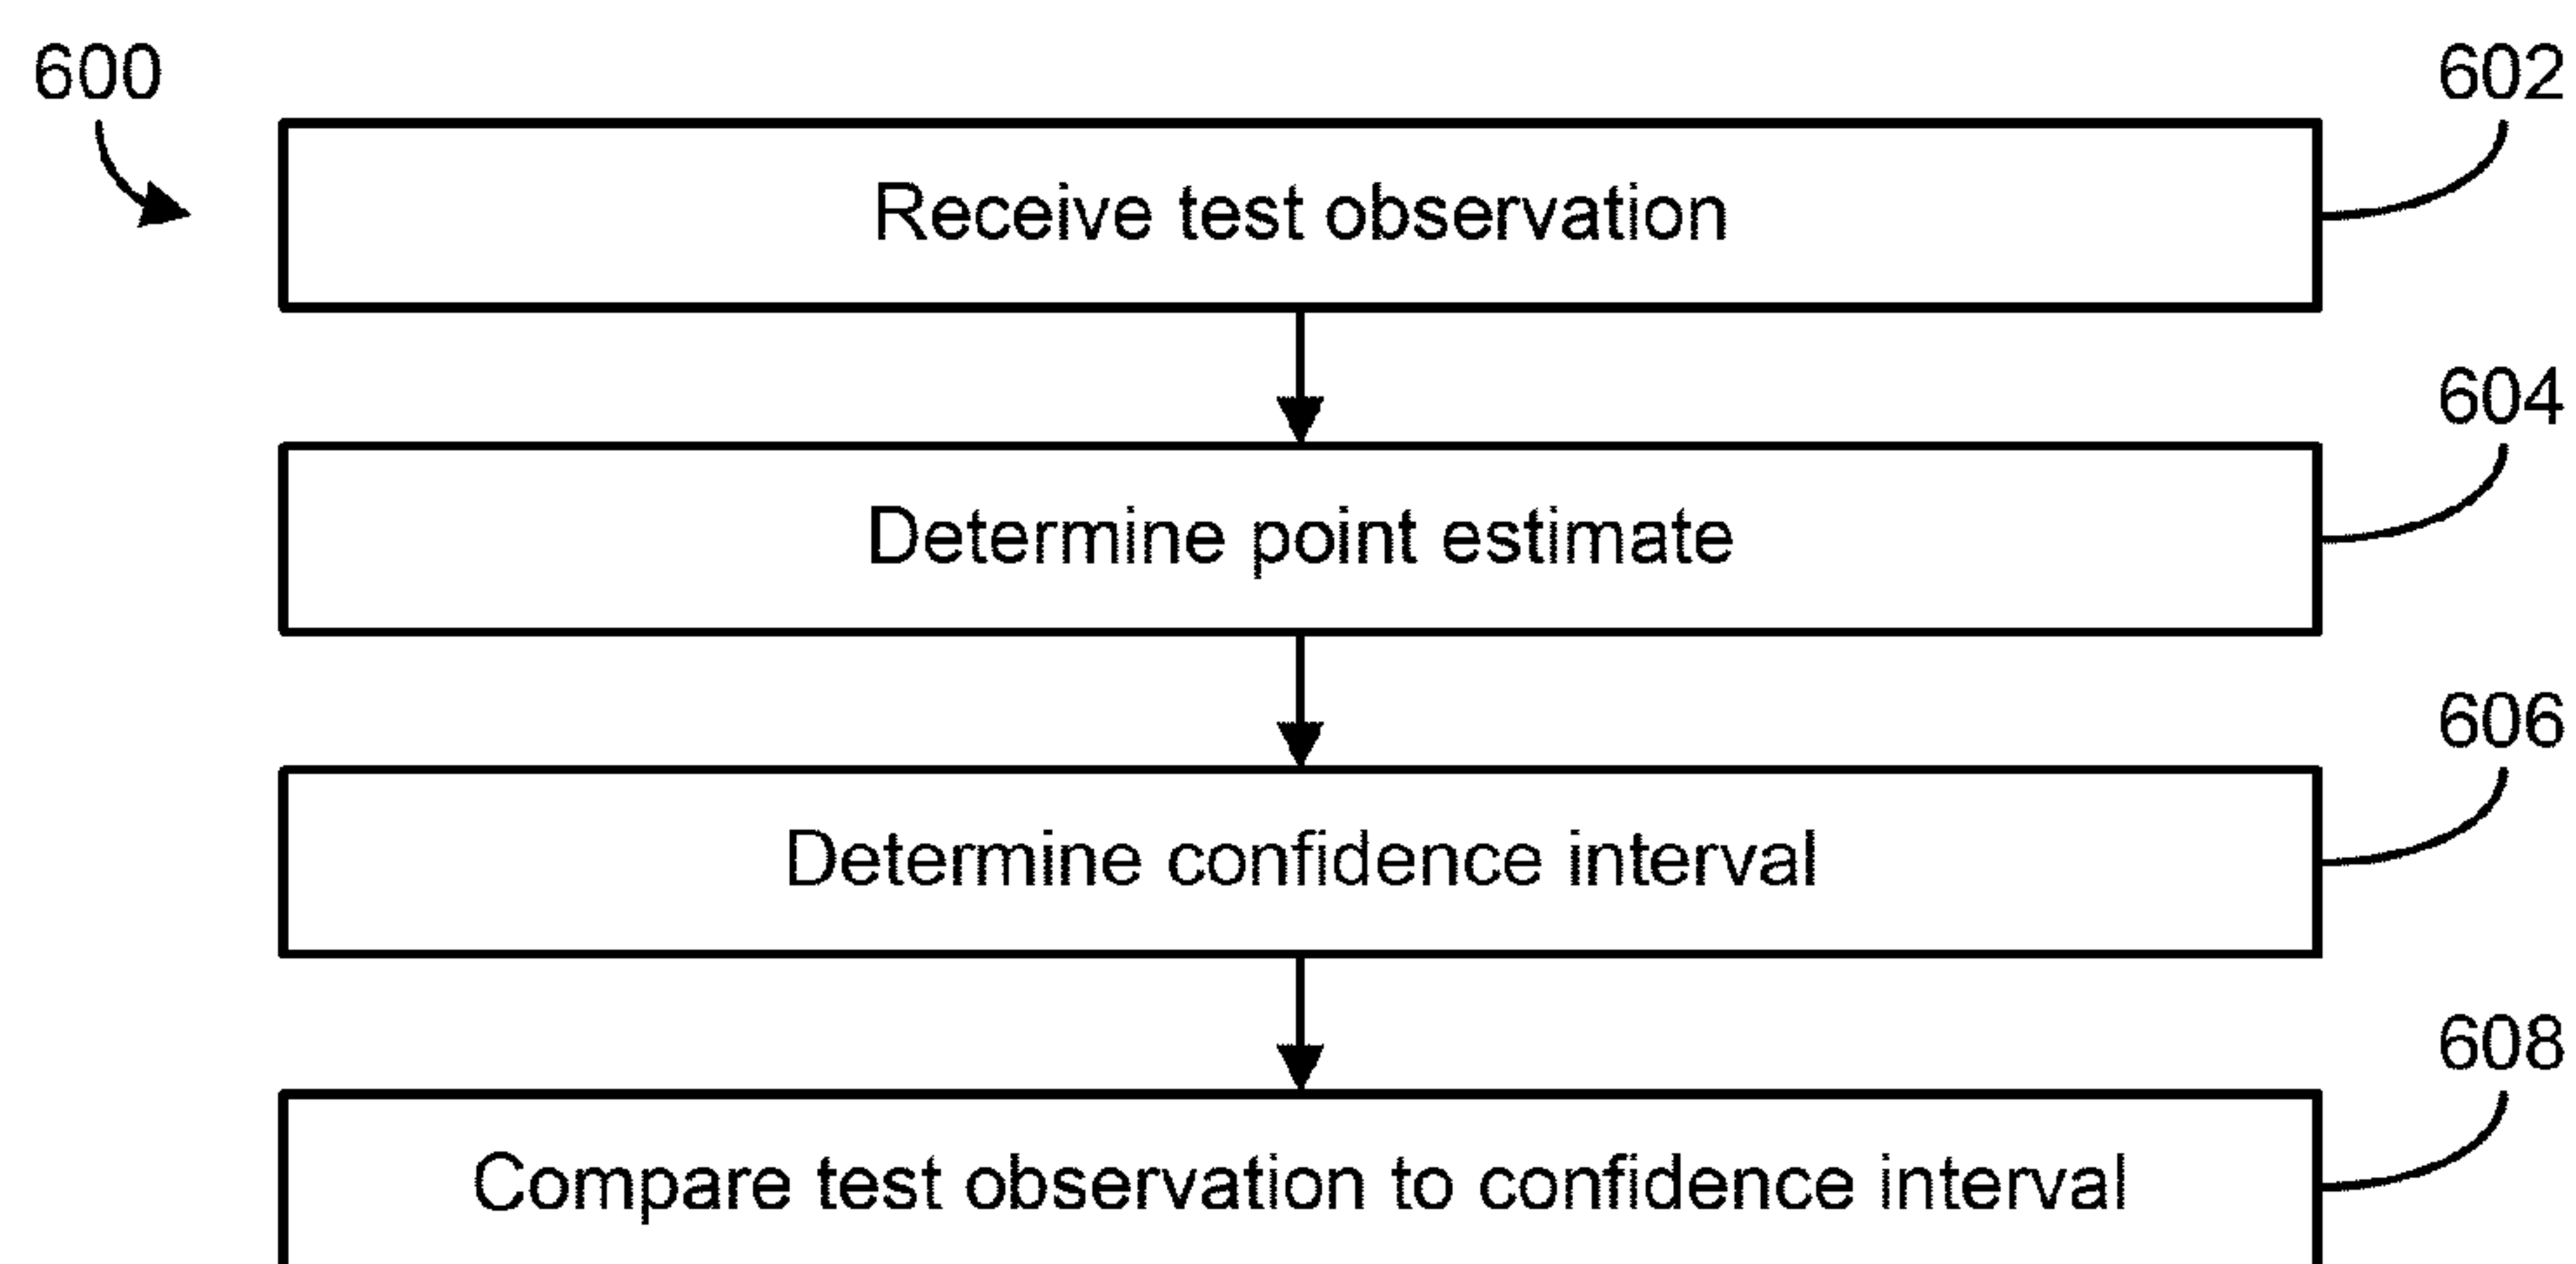 600
602
Receive test observation
604
Determine point estimate
606
Determine confidence interval
608
Compare test observation to confidence interval